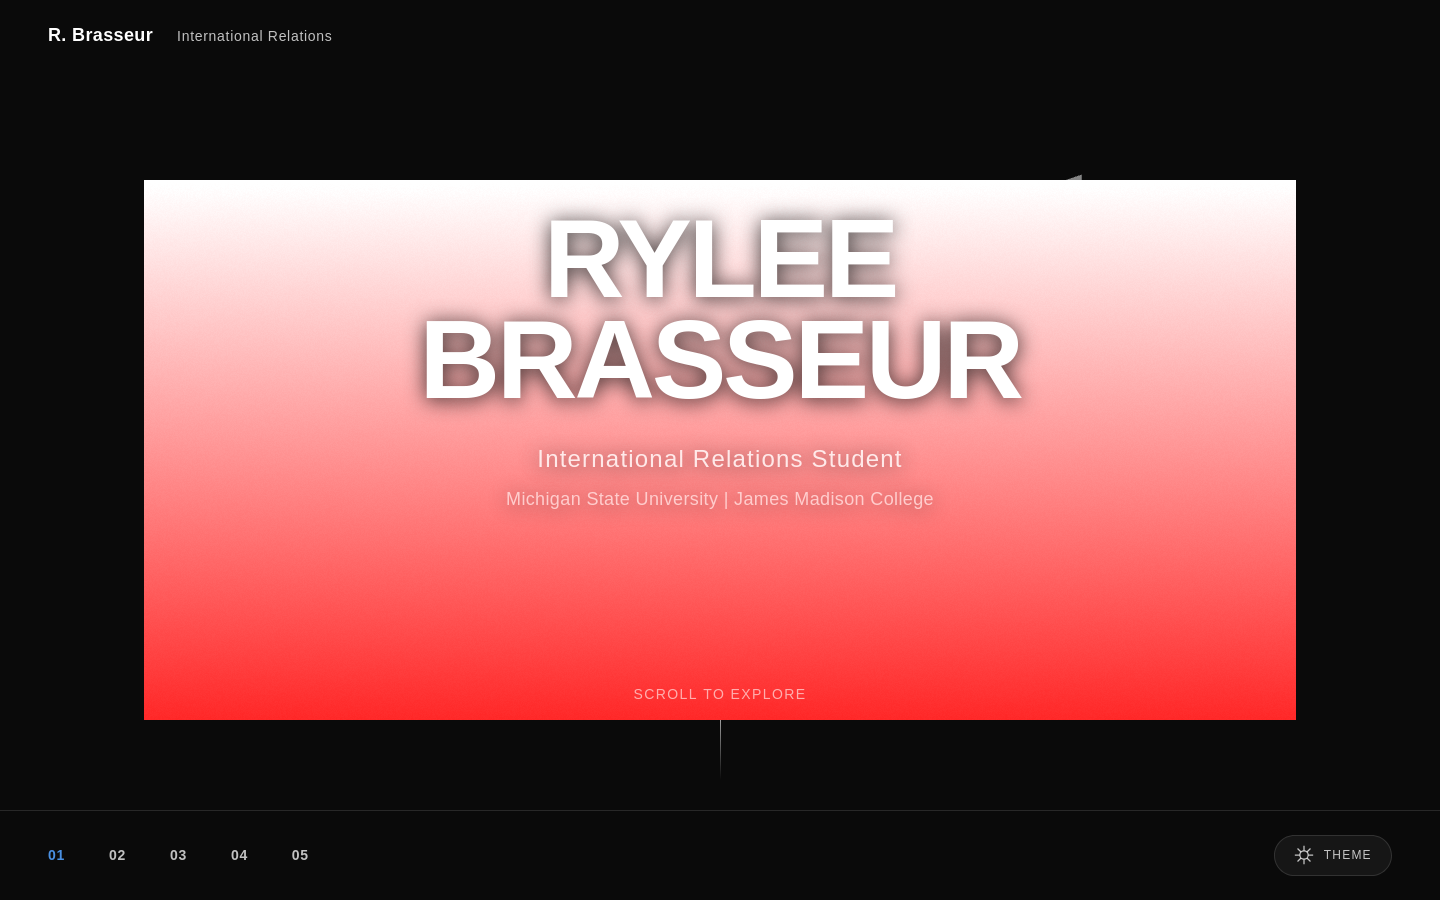 R. Brasseur International Relations
RYLEE
BRASSEUR
International Relations Student
Michigan State University | James Madison College
SCROLL TO EXPLORE
01 02 03 04 05 THEME